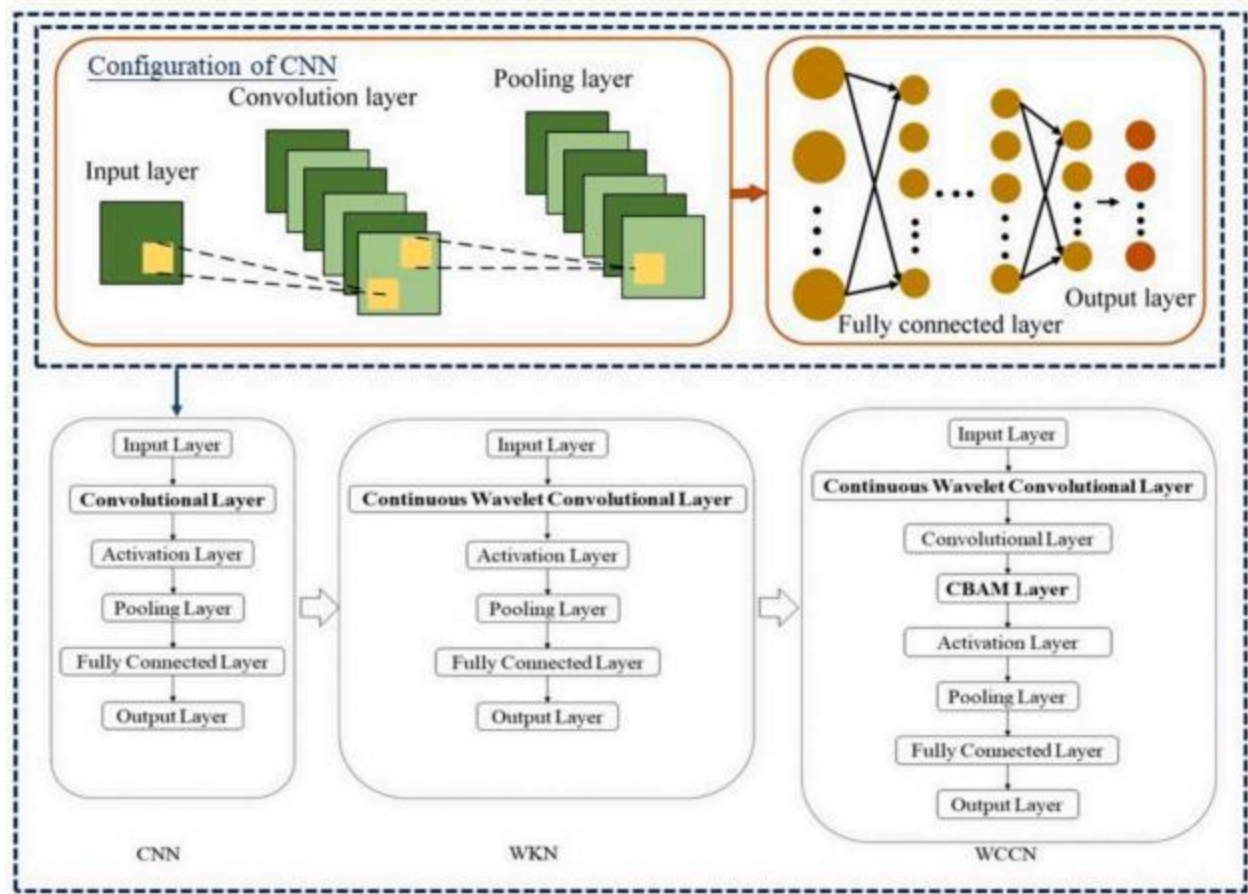 Configuration of CNN
Convolution layer
Pooling layer
Input layer
Fully connected layer
Output layer
Input Layer
Convolutional Layer
Activation Layer
Pooling Layer
Fully Connected Layer
Output Layer
CNN
Input Layer
Continuous Wavelet Convolutional Layer
Activation Layer
Pooling Layer
Fully Connected Layer
Output Layer
WKN
Input Layer
Continuous Wavelet Convolutional Layer
Convolutional Layer
CBAM Layer
Activation Layer
Pooling Layer
Fully Connected Layer
Output Layer
WCCN